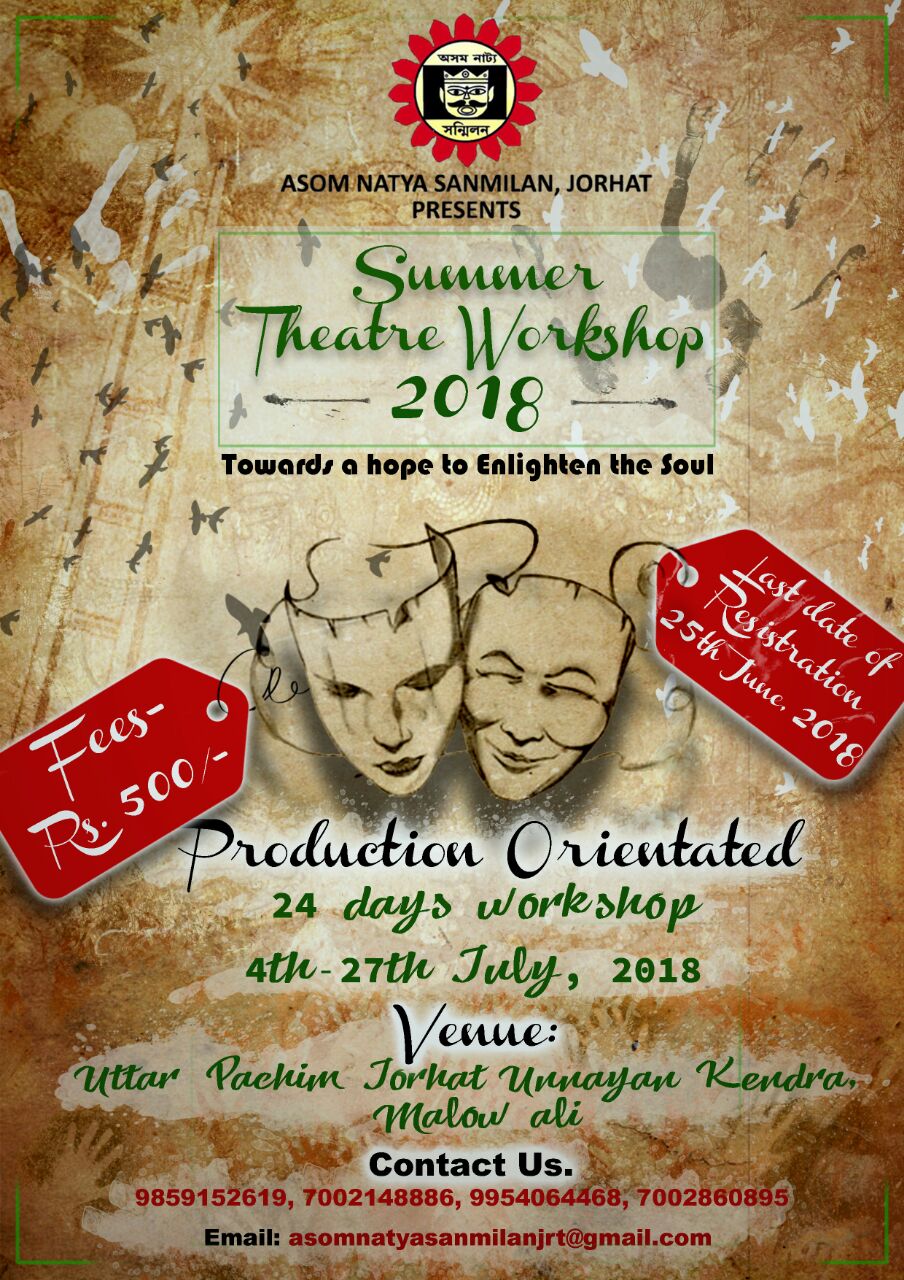 অসম নাট্য
সন্মিলন
ASOM NATYA SANMILAN, JORHAT
PRESENTS
Summer
Theatre Workshop
2018
Towards a hope to Enlighten the Soul
Last date of
Resistration
25th June, 2018
Fees-
Rs. 500/-
Production Orientated
24 days workshop
4th-27th July, 2018
Venue:
Uttar Pachim Jorhat Unnayan Kendra,
Malow ali
Contact Us.
9859152619, 7002148886, 9954064468, 7002860895
Email: asomnatyasanmilanjrt@gmail.com